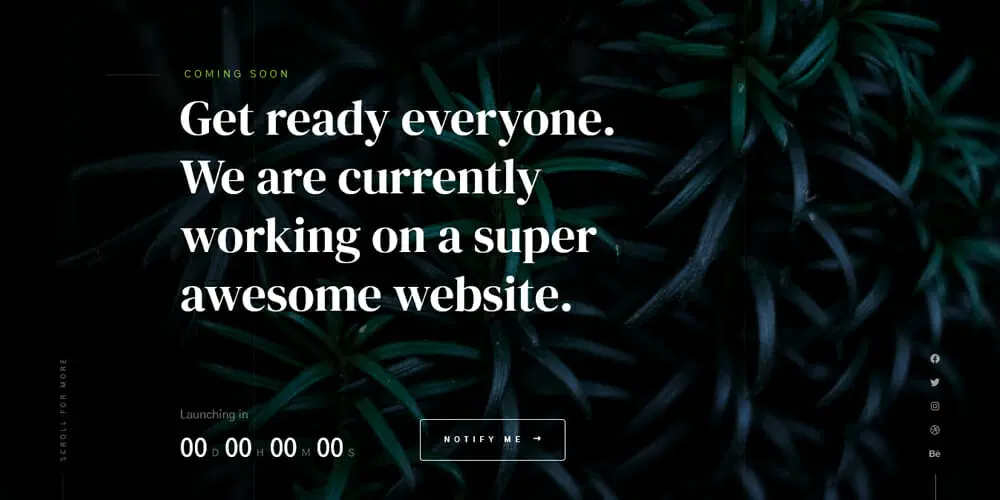 COMING SOON
Get ready everyone.
We are currently
working on a super
awesome website.
SCROLL FOR MORE
Launching in
00 D 00 H 00 M 00 S
NOTIFY ME →
Bē